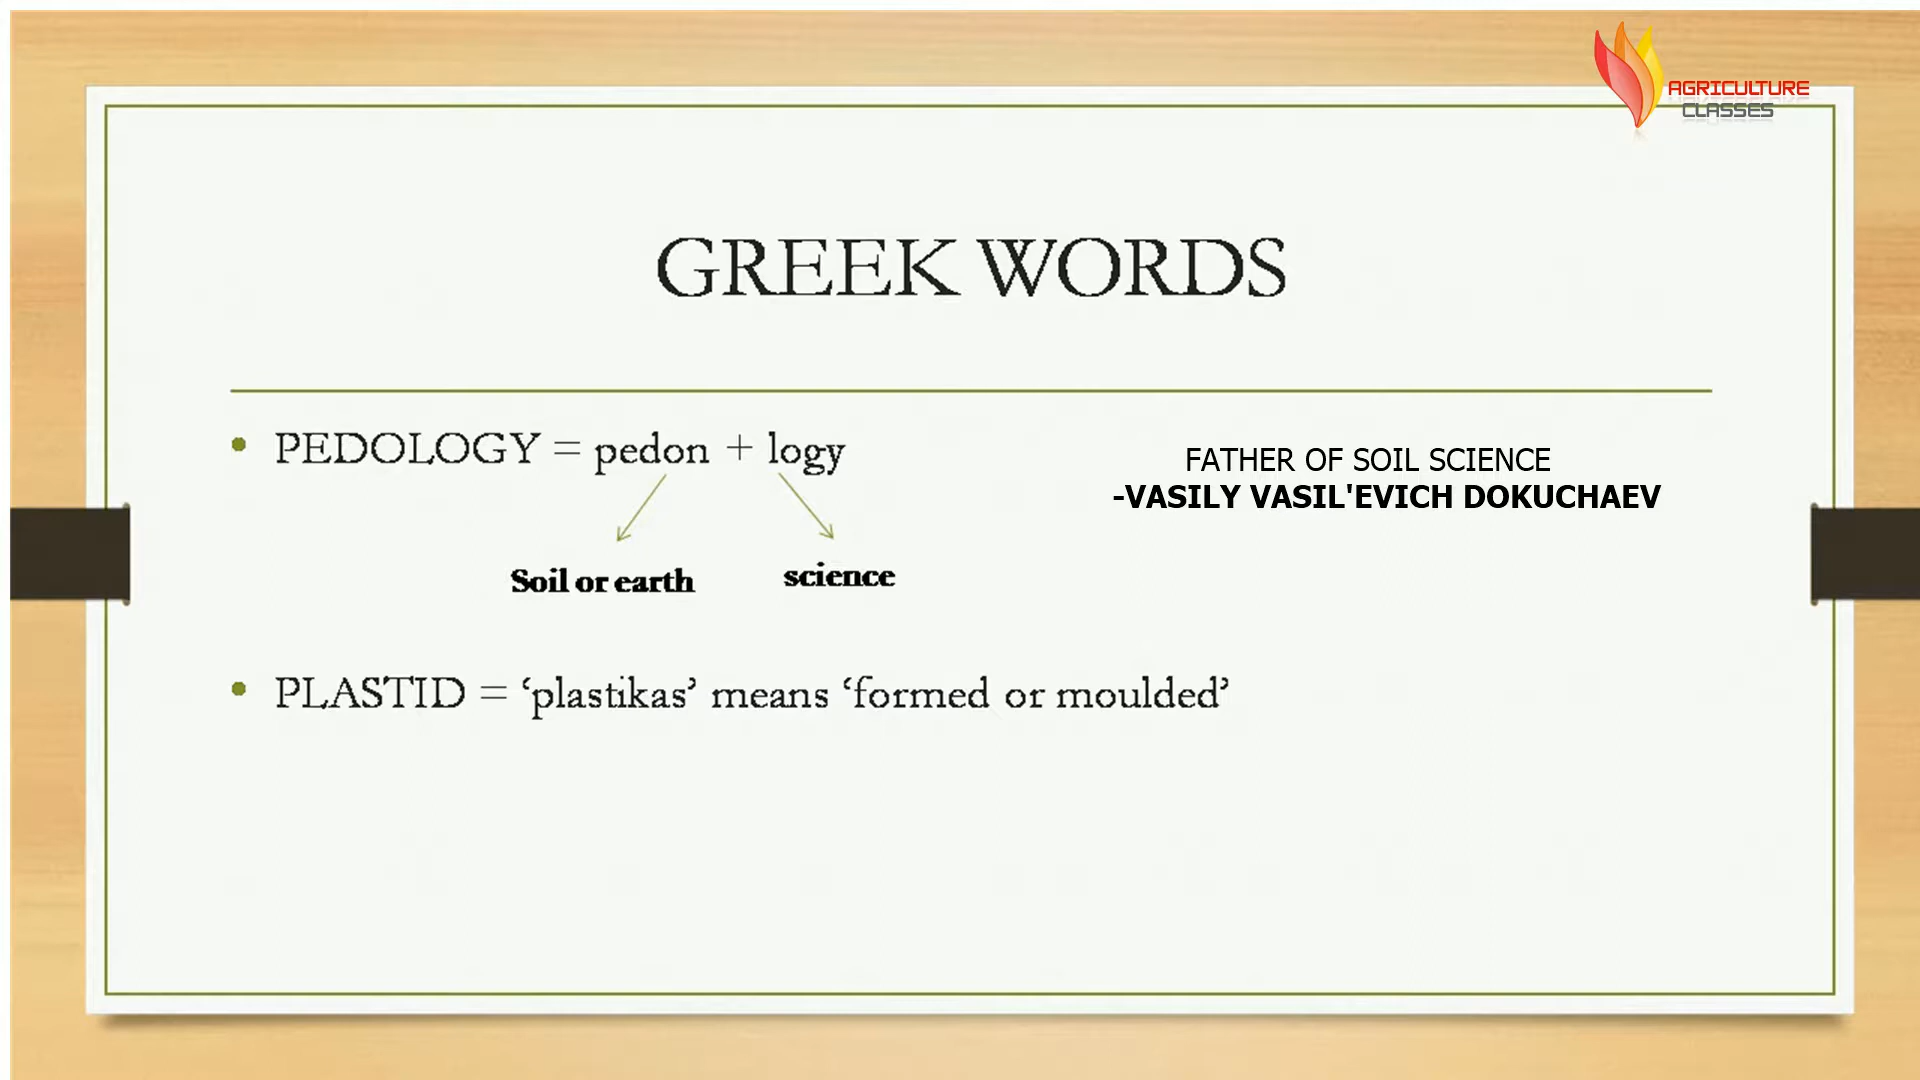 AGRICULTURE
CLASSES
GREEK WORDS
• PEDOLOGY = pedon + logy
Soil or earth science
FATHER OF SOIL SCIENCE
-VASILY VASIL'EVICH DOKUCHAEV
• PLASTID = ‘plastikas’ means ‘formed or moulded’